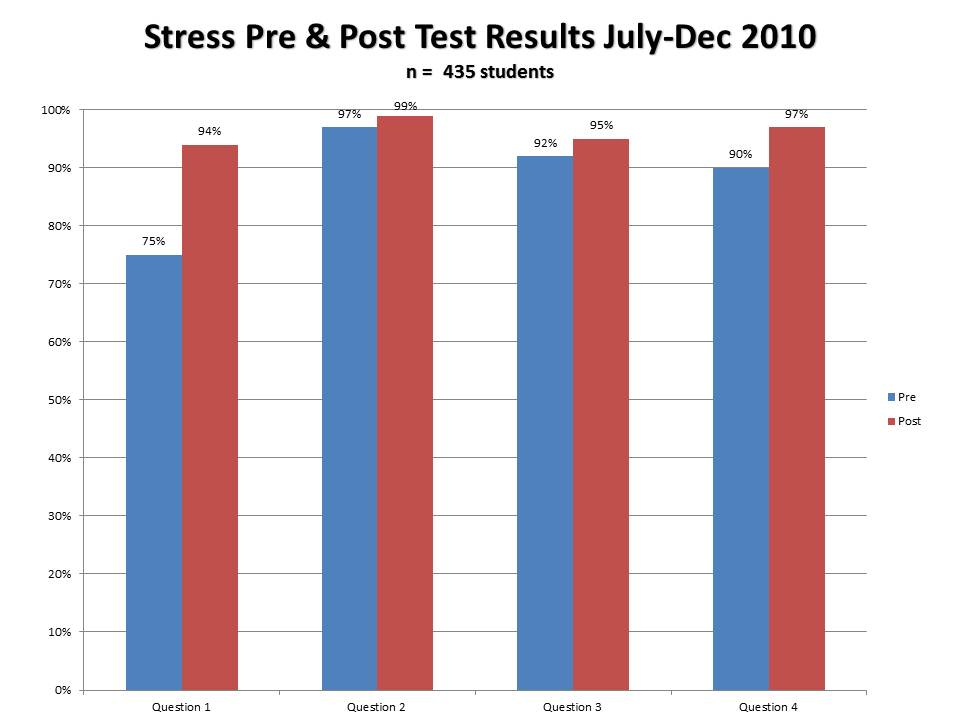 Stress Pre & Post Test Results July-Dec 2010
n = 435 students
100%
90%
80%
70%
60%
50%
40%
30%
20%
10%
0%
75%
94%
97%
99%
92%
95%
90%
97%
Question 1
Question 2
Question 3
Question 4
Pre
Post